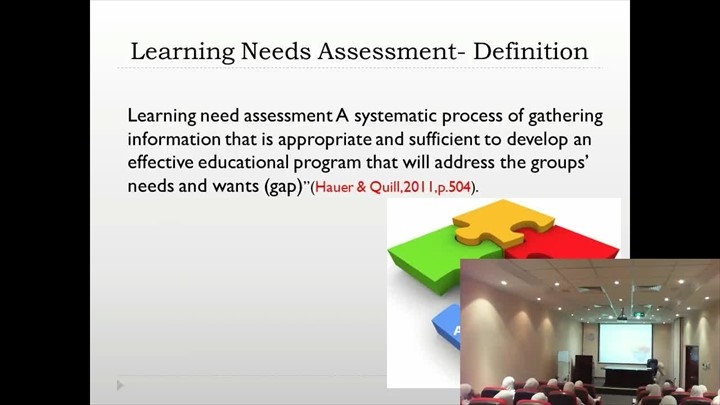 Learning Needs Assessment- Definition
Learning need assessment A systematic process of gathering
information that is appropriate and sufficient to develop an
effective educational program that will address the groups’
needs and wants (gap)”(Hauer & Quill,2011,p.504).
A